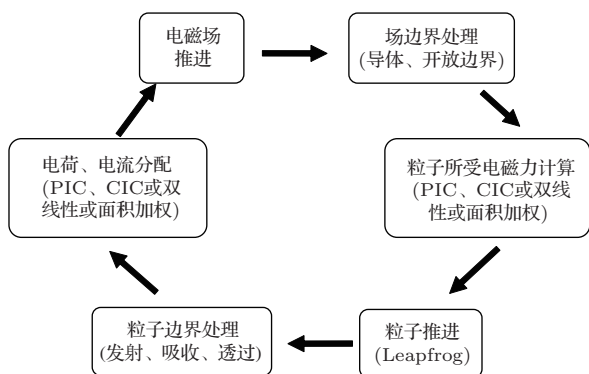 电磁场
推进
场边界处理
(导体、开放边界)
电荷、电流分配
(PIC、CIC或双
线性或面积加权)
粒子所受电磁力计算
(PIC、CIC或双线
性或面积加权)
粒子边界处理
(发射、吸收、透过)
粒子推进
(Leapfrog)